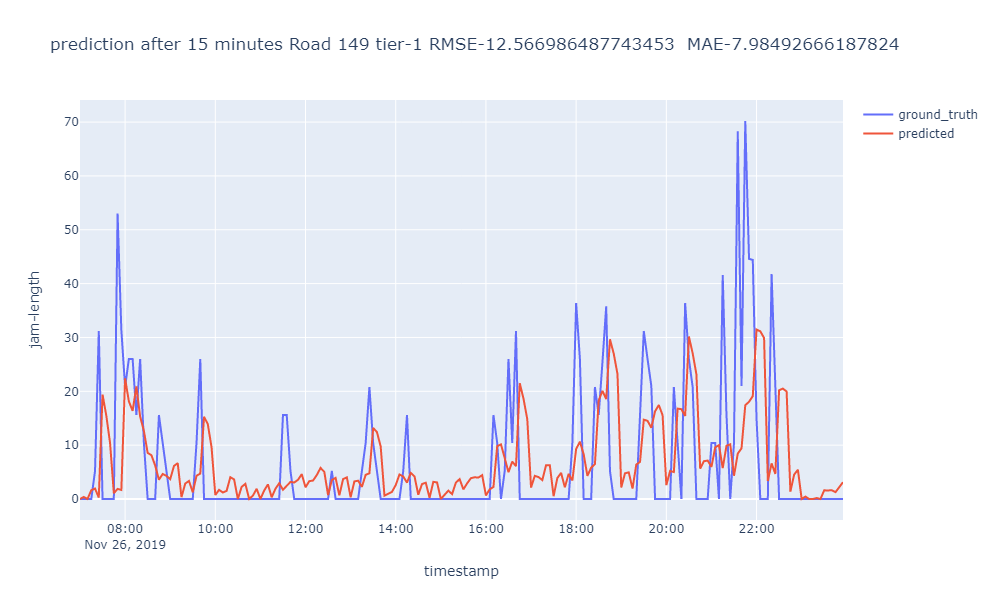 prediction after 15 minutes Road 149 tier-1 RMSE-12.566986487743453  MAE-7.98492666187824
ground_truth
predicted
jam-length
70
60
50
40
30
20
10
0
08:00 10:00 12:00 14:00 16:00 18:00 20:00 22:00
Nov 26, 2019
timestamp